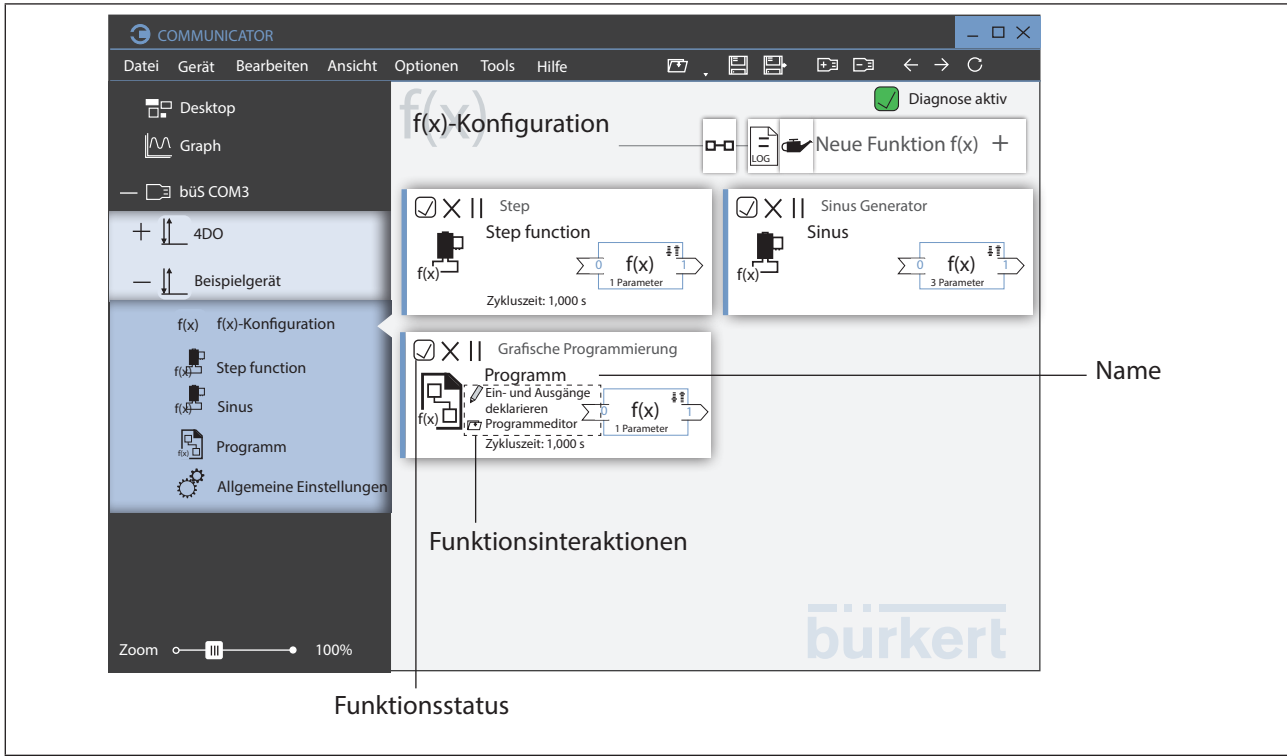 COMMUNICATOR
Datei Gerät Bearbeiten Ansicht Optionen Tools Hilfe
Desktop
Graph
büS COM3
4DO
Beispielgerät
f(x) f(x)-Konfiguration
f(x) Step function
f(x) Sinus
f(x) Programm
Allgemeine Einstellungen
Zoom 100%
f(x)
f(x)-Konfiguration
Diagnose aktiv
LOG
Neue Funktion f(x) +
Step
Step function
f(x)
0 f(x) 1
1 Parameter
Zykluszeit: 1,000 s
Sinus Generator
Sinus
f(x)
0 f(x) 1
3 Parameter
Grafische Programmierung
Programm
Ein- und Ausgänge
deklarieren
Programmeditor
f(x)
0 f(x) 1
1 Parameter
Zykluszeit: 1,000 s
Name
Funktionsinteraktionen
bürkert
Funktionsstatus